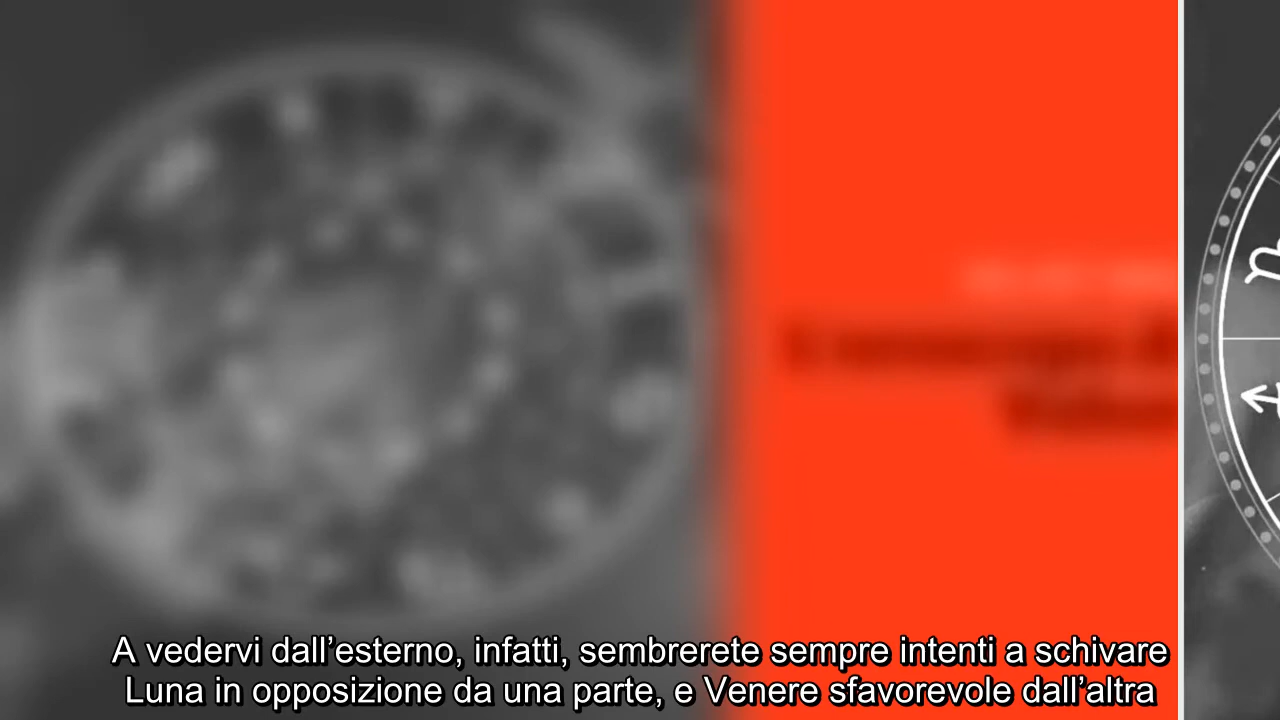 A vedervi dall’esterno, infatti, sembrerete sempre intenti a schivare
Luna in opposizione da una parte, e Venere sfavorevole dall’altra